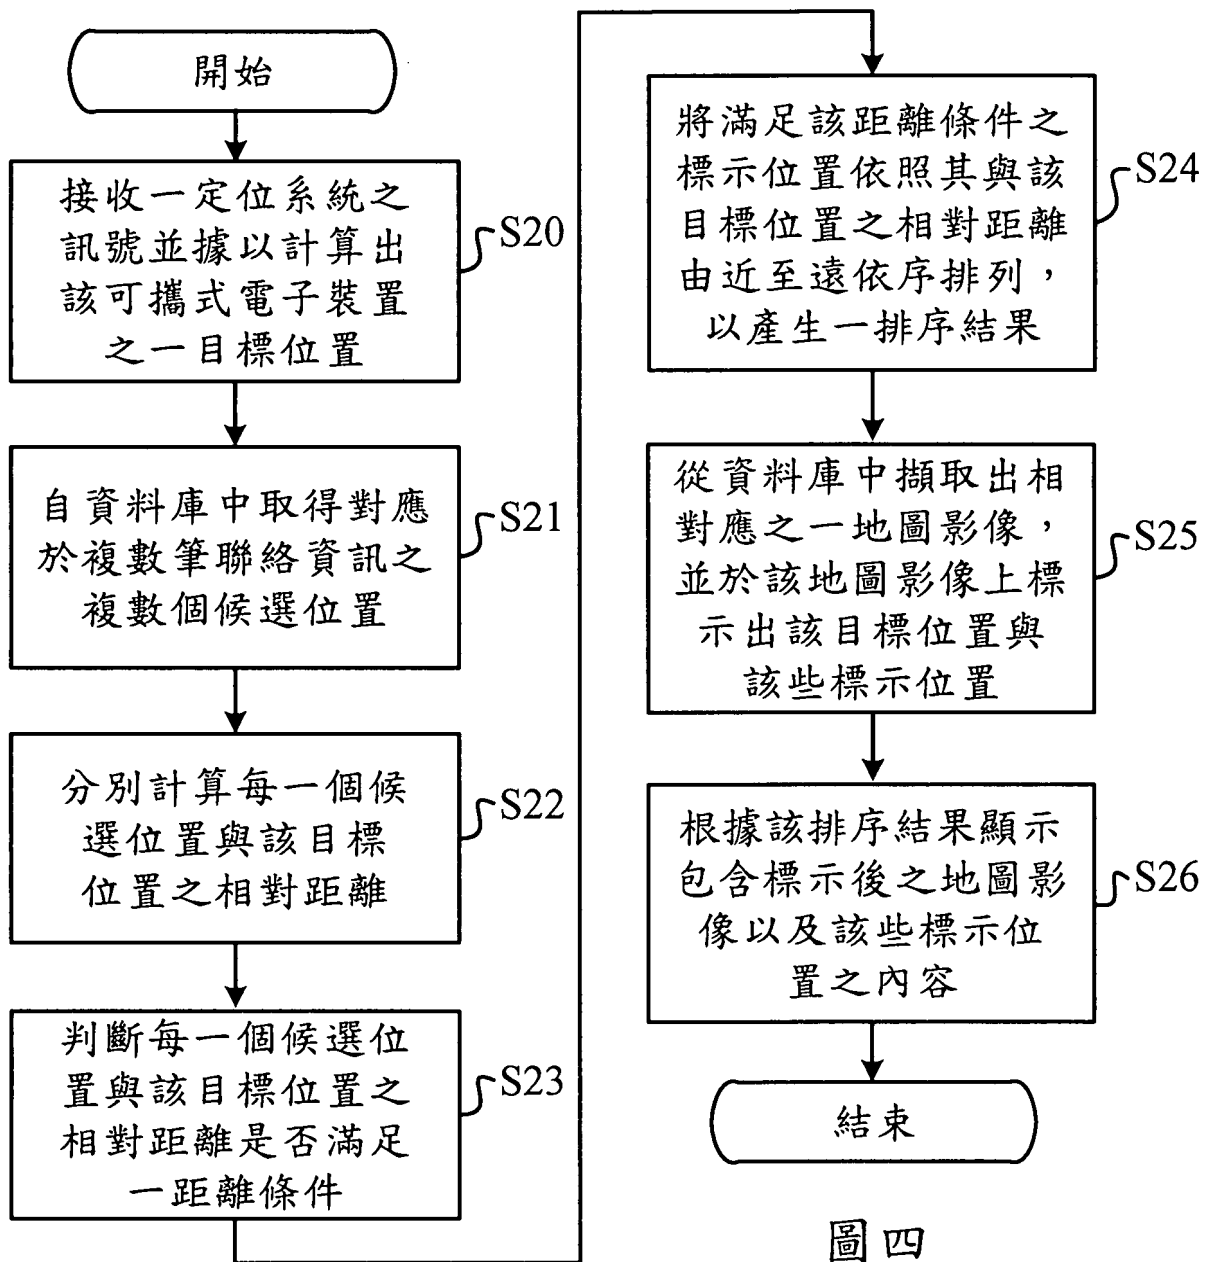 開始
接收一定位系統之
訊號並據以計算出
該可攜式電子裝置
之一目標位置
S20
自資料庫中取得對應
於複數筆聯絡資訊之
複數個候選位置
S21
分別計算每一個候
選位置與該目標
位置之相對距離
S22
判斷每一個候選位
置與該目標位置之
相對距離是否滿足
一距離條件
S23
將滿足該距離條件之
標示位置依照其與該
目標位置之相對距離
由近至遠依序排列，
以產生一排序結果
S24
從資料庫中擷取出相
對應之一地圖影像，
並於該地圖影像上標
示出該目標位置與
該些標示位置
S25
根據該排序結果顯示
包含標示後之地圖影
像以及該些標示位
置之內容
S26
結束
圖四